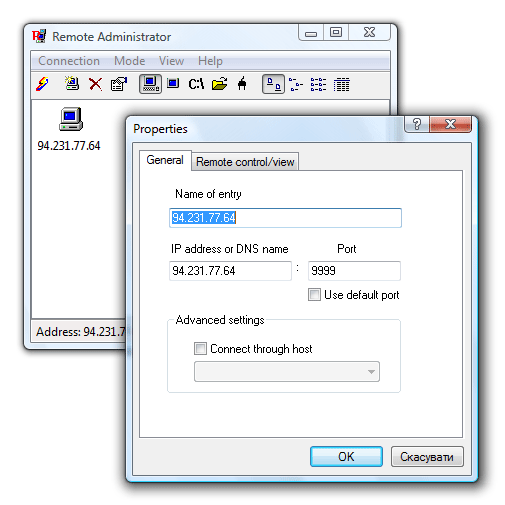 Remote Administrator
Connection Mode View Help
C:\
94.231.77.64
Address: 94.231.7
Properties
General Remote control/view
Name of entry
94.231.77.64
IP address or DNS name Port
94.231.77.64 : 9999
Use default port
Advanced settings
Connect through host
OK Скасувати